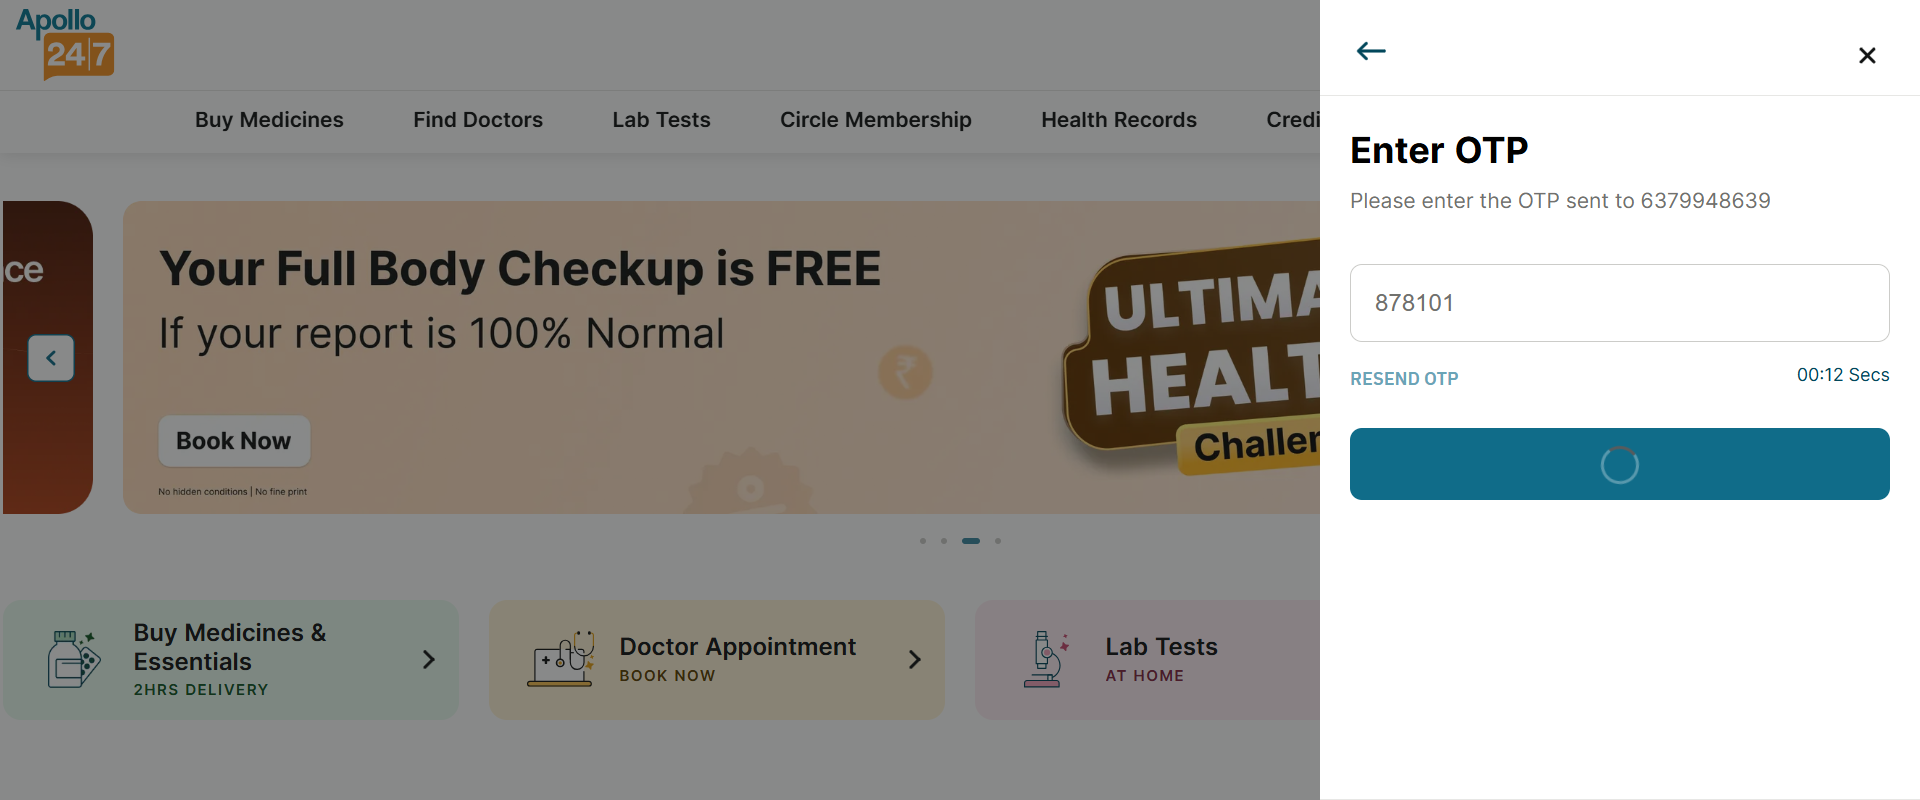 Apollo
24|7
Buy Medicines
Find Doctors
Lab Tests
Circle Membership
Health Records
Credi
ce
Your Full Body Checkup is FREE
If your report is 100% Normal
Book Now
No hidden conditions | No fine print
₹
ULTIMA
HEALT
Challen
Buy Medicines &
Essentials
2HRS DELIVERY
Doctor Appointment
BOOK NOW
Lab Tests
AT HOME
Enter OTP
Please enter the OTP sent to 6379948639
878101
RESEND OTP
00:12 Secs